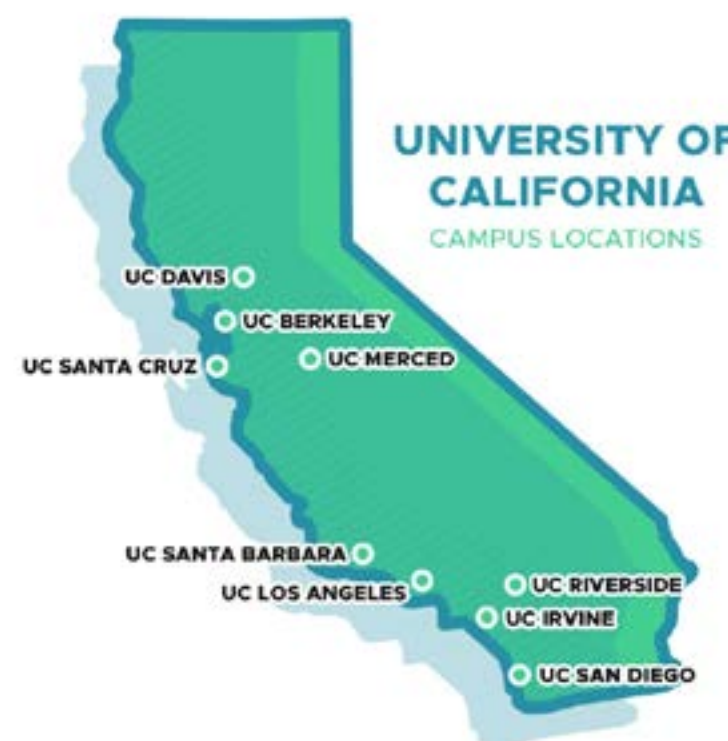 UNIVERSITY OF
CALIFORNIA
CAMPUS LOCATIONS
UC DAVIS
UC BERKELEY
UC SANTA CRUZ
UC MERCED
UC SANTA BARBARA
UC LOS ANGELES
UC RIVERSIDE
UC IRVINE
UC SAN DIEGO